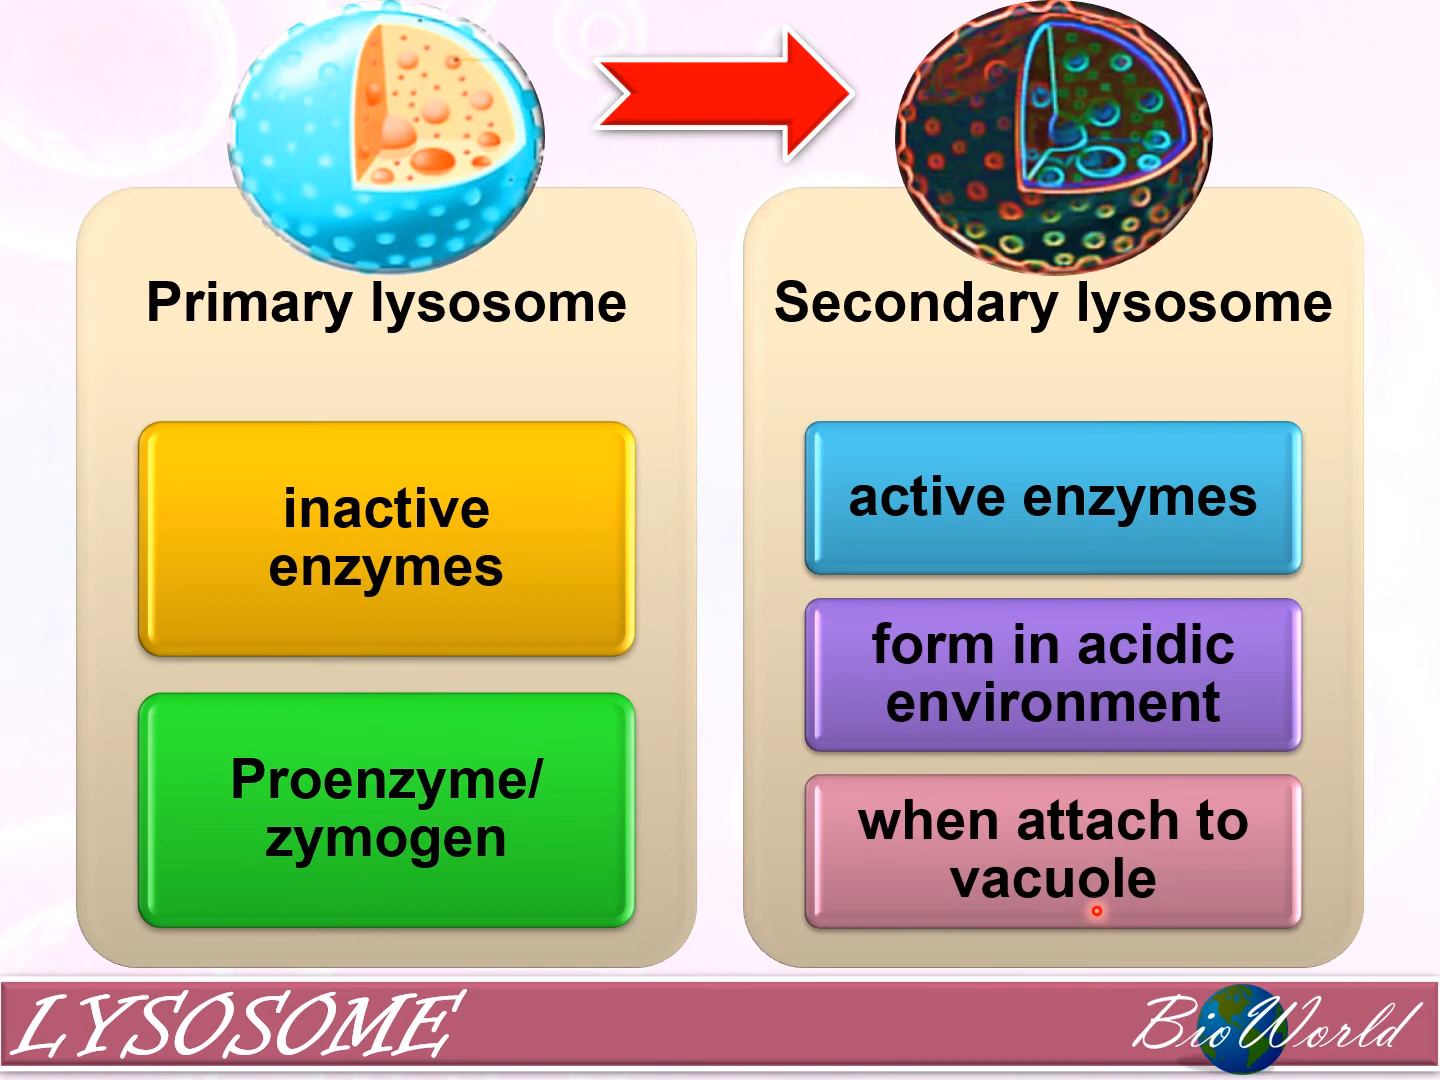 Primary lysosome
inactive
enzymes
Proenzyme/
zymogen
Secondary lysosome
active enzymes
form in acidic
environment
when attach to
vacuole
LYSOSOME
BioWorld